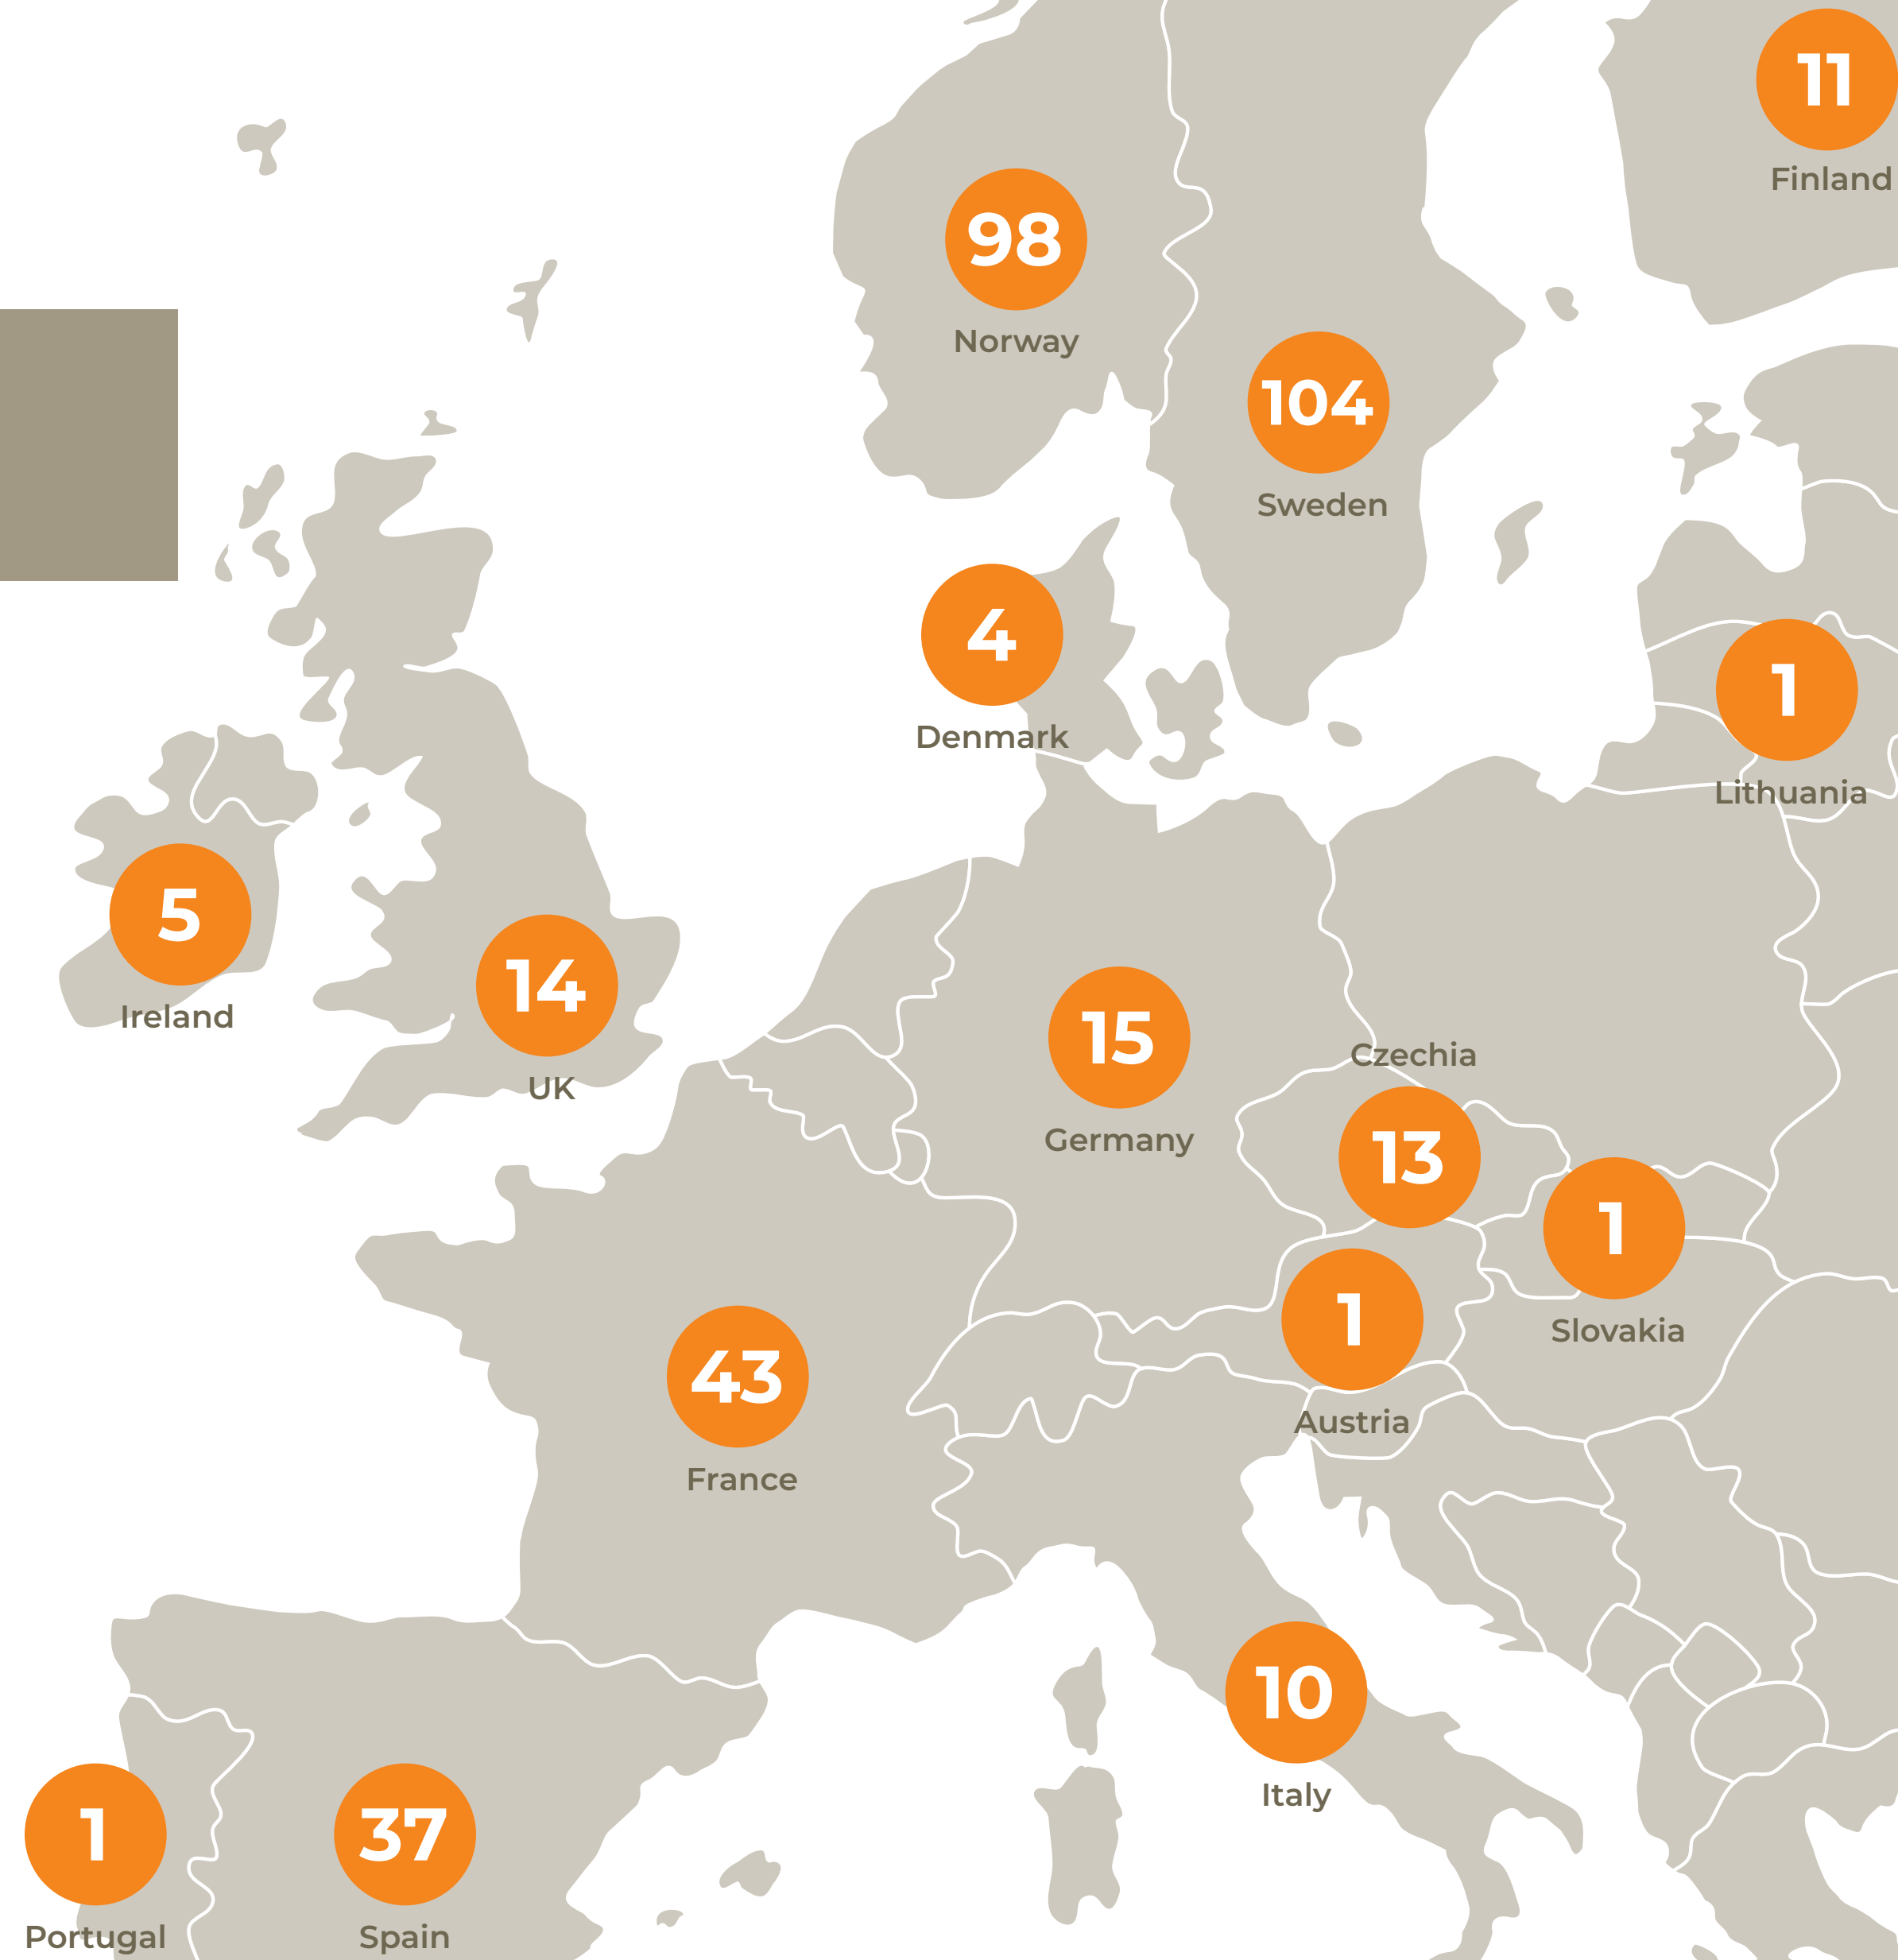 11
Finland
98
Norway
104
Sweden
4
Denmark
1
Lithuania
5
Ireland
14
UK
15
Germany
Czechia
13
1
Slovakia
1
Austria
43
France
10
Italy
1
Portugal
37
Spain